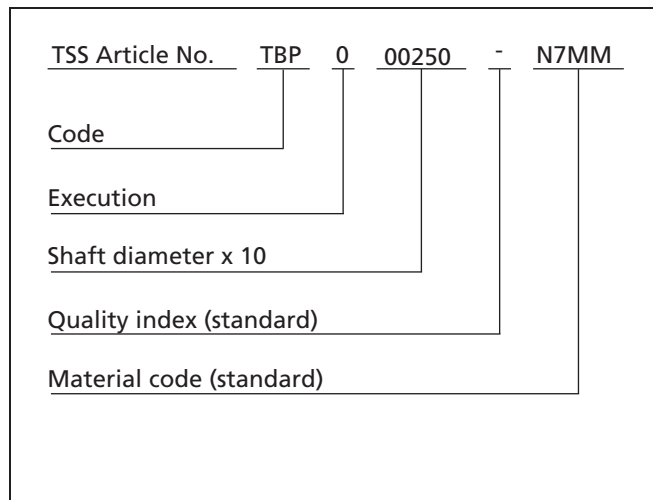 TSS Article No. TBP 0 00250 - N7MM
Code
Execution
Shaft diameter x 10
Quality index (standard)
Material code (standard)